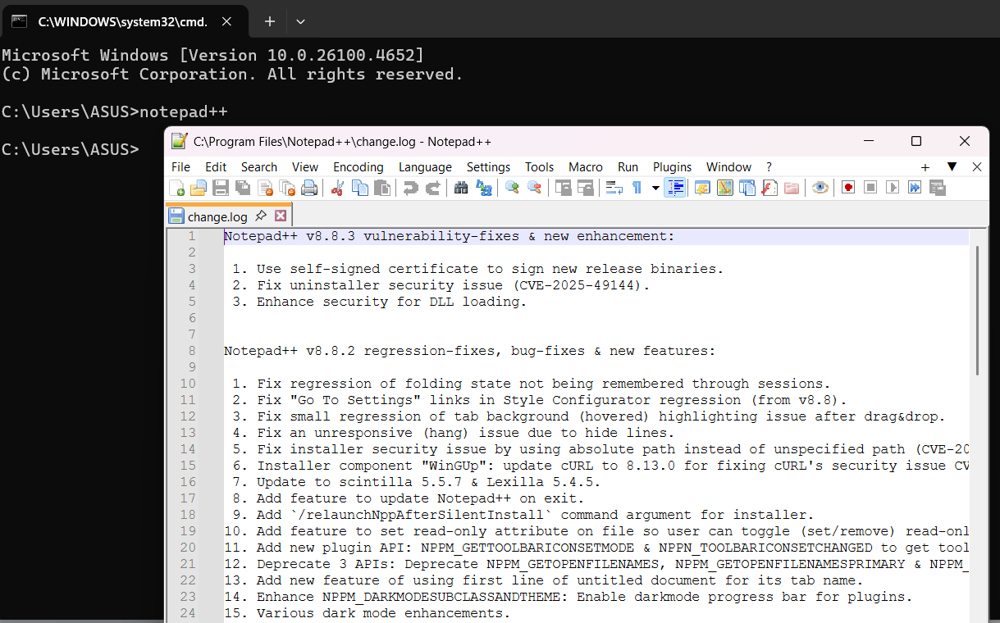 C:\WINDOWS\system32\cmd.
Microsoft Windows [Version 10.0.26100.4652]
(c) Microsoft Corporation. All rights reserved.
C:\Users\ASUS>notepad++
C:\Users\ASUS>
C:\Program Files\Notepad++\change.log - Notepad++
File Edit Search View Encoding Language Settings Tools Macro Run Plugins Window ?
change.log
1 Notepad++ v8.8.3 vulnerability-fixes & new enhancement:
2
3 1. Use self-signed certificate to sign new release binaries.
4 2. Fix uninstaller security issue (CVE-2025-49144).
5 3. Enhance security for DLL loading.
6
7
8 Notepad++ v8.8.2 regression-fixes, bug-fixes & new features:
9
10 1. Fix regression of folding state not being remembered through sessions.
11 2. Fix "Go To Settings" links in Style Configurator regression (from v8.8).
12 3. Fix small regression of tab background (hovered) highlighting issue after drag&drop.
13 4. Fix an unresponsive (hang) issue due to hide lines.
14 5. Fix installer security issue by using absolute path instead of unspecified path (CVE-20
15 6. Installer component "WinGUp": update cURL to 8.13.0 for fixing cURL's security issue CV
16 7. Update to scintilla 5.5.7 & Lexilla 5.4.5.
17 8. Add feature to update Notepad++ on exit.
18 9. Add `/relaunchNppAfterSilentInstall` command argument for installer.
19 10. Add feature to set read-only attribute on file so user can toggle (set/remove) read-onl
20 11. Add new plugin API: NPPM_GETTOOLBARICONSETMODE & NPPN_TOOLBARICONSETCHANGED to get tool
21 12. Deprecate 3 APIs: Deprecate NPPM_GETOPENFILENAMES, NPPM_GETOPENFILENAMESPRIMARY & NPPM_
22 13. Add new feature of using first line of untitled document for its tab name.
23 14. Enhance NPPM_DARKMODESUBCLASSANDTHEME: Enable darkmode progress bar for plugins.
24 15. Various dark mode enhancements.